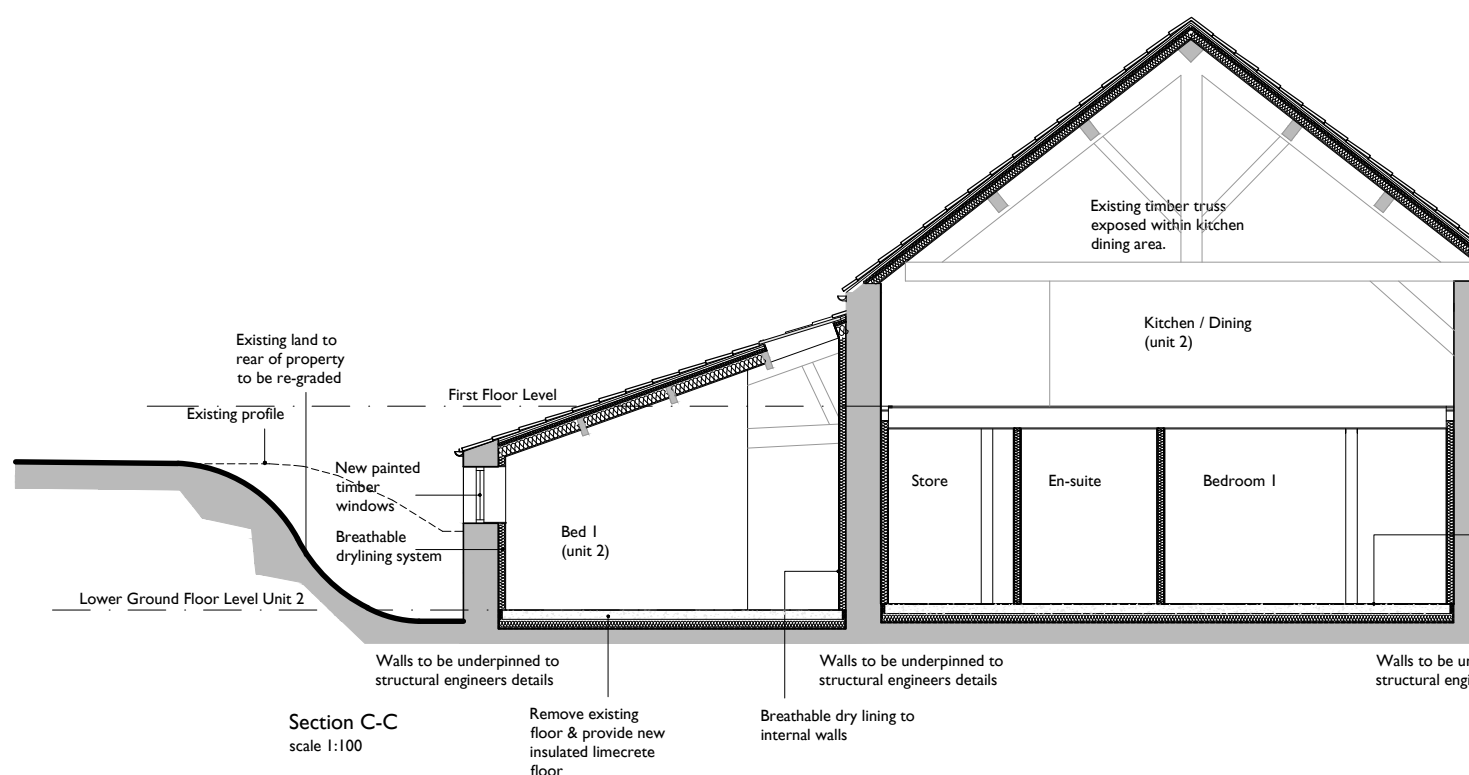 Existing timber truss
exposed within kitchen
dining area.
Kitchen / Dining
(unit 2)
Existing land to
rear of property
to be re-graded
First Floor Level
Existing profile
New painted
timber
windows
Store
En-suite
Bedroom 1
Bed 1
(unit 2)
Breathable
drylining system
Lower Ground Floor Level Unit 2
Walls to be underpinned to
structural engineers details
Walls to be underpinned to
structural engineers details
Walls to be
structural
Section C-C
scale 1:100
Remove existing
floor & provide new
insulated limecrete
floor
Breathable dry lining to
internal walls